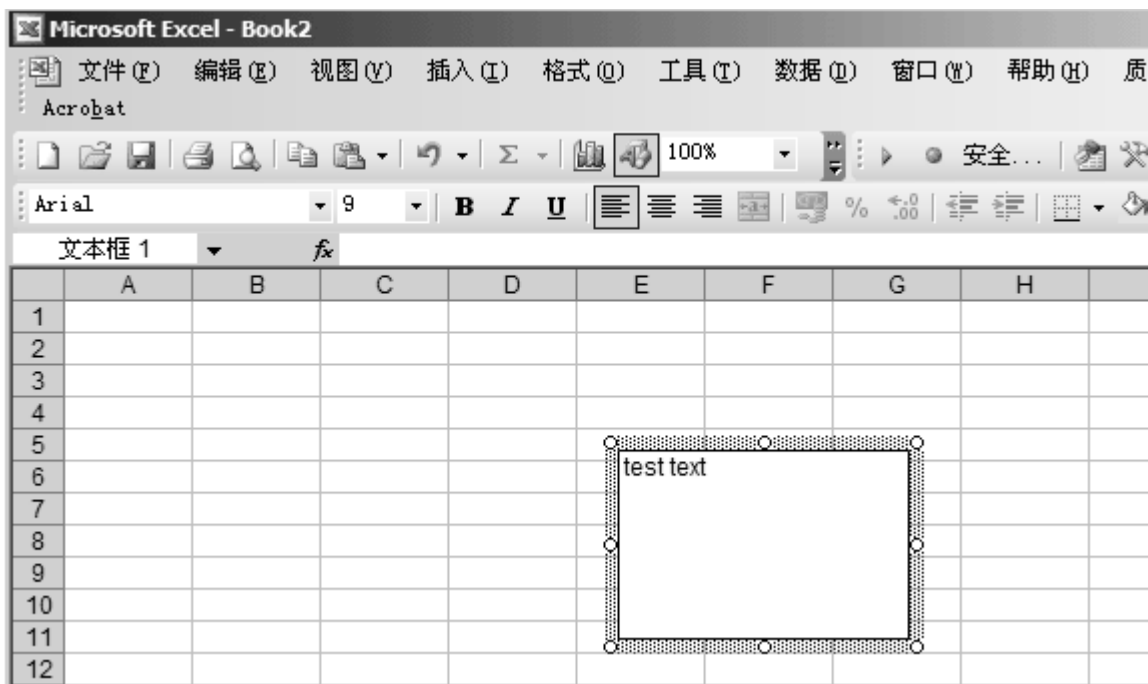 Microsoft Excel - Book2
文件(F) 编辑(E) 视图(V) 插入(I) 格式(O) 工具(T) 数据(D) 窗口(W) 帮助(H) 质
Acrobat
Σ 100% 安全...
Arial 9 B I U a % .0 .00
文本框 1 fx
A B C D E F G H
1
2
3
4
5
6 test text
7
8
9
10
11
12